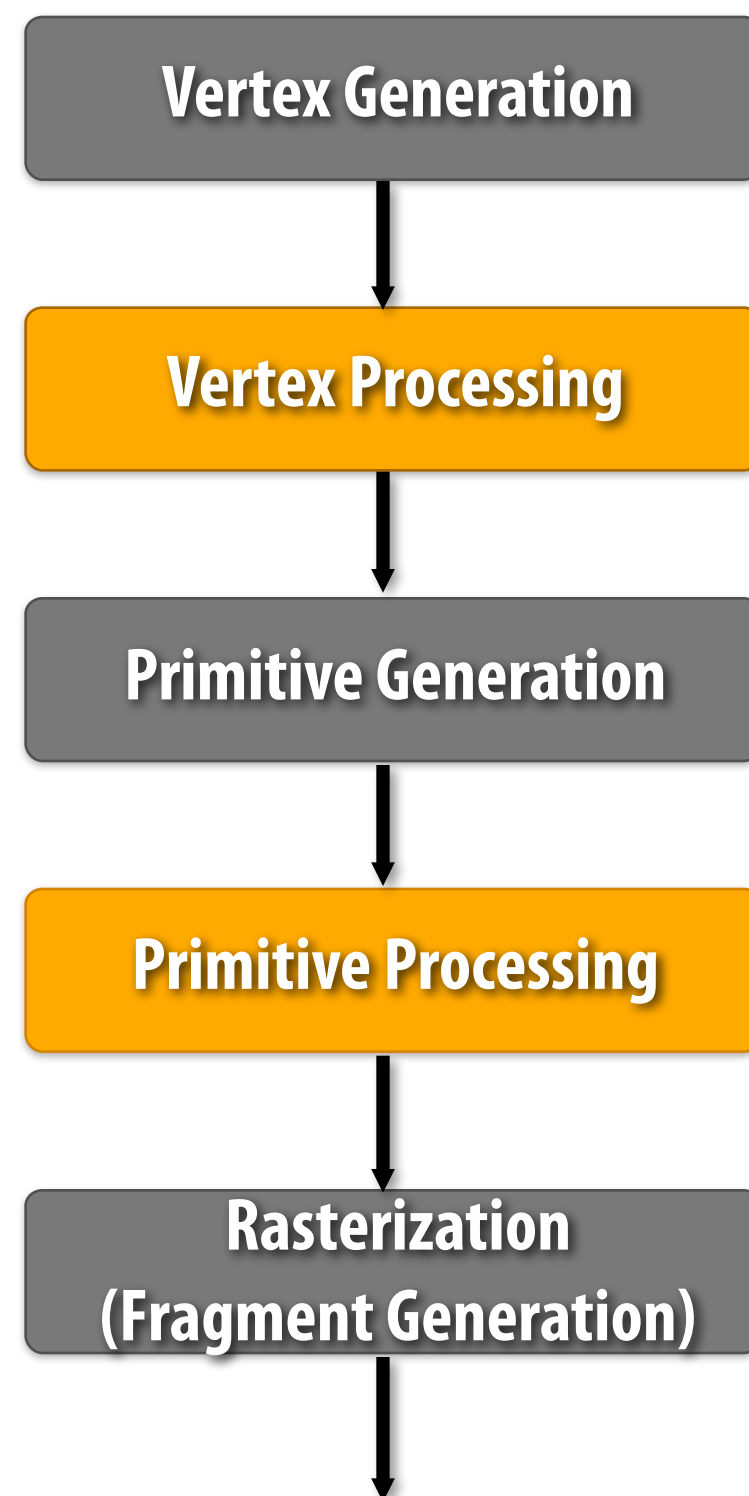 Vertex Generation
Vertex Processing
Primitive Generation
Primitive Processing
Rasterization
(Fragment Generation)